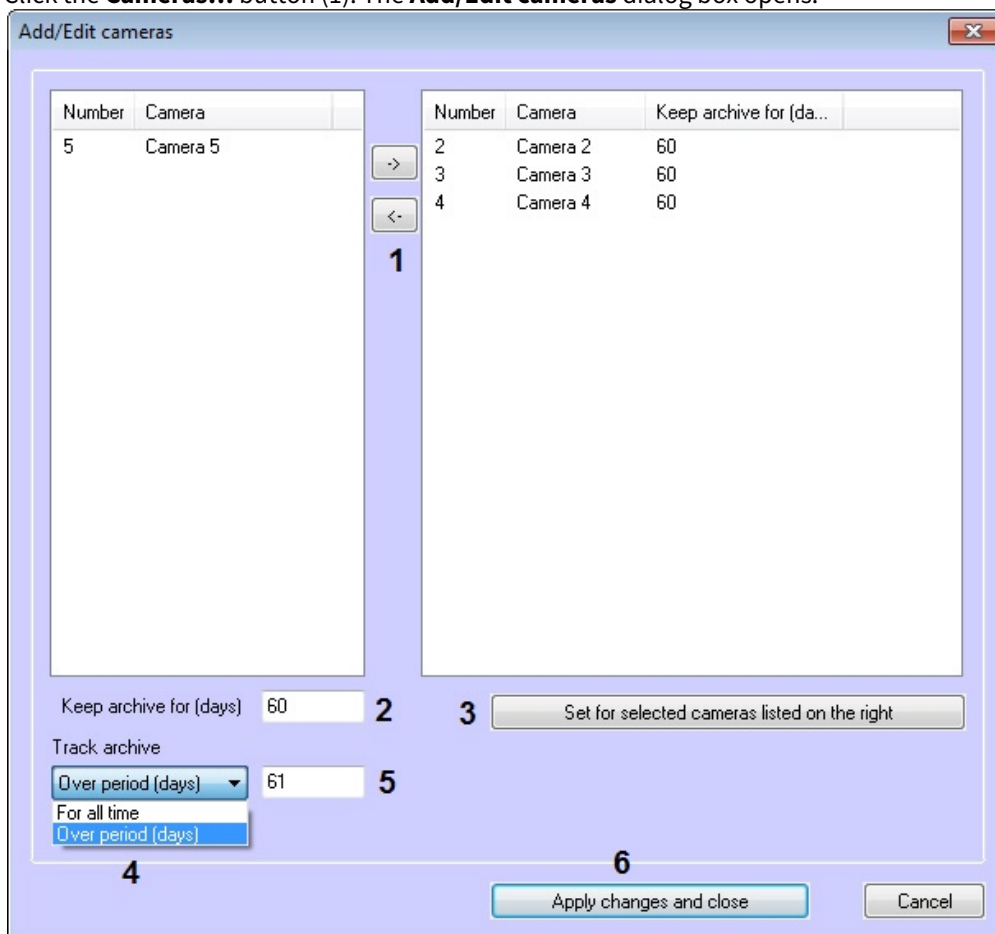 Click the Cameras... button (1). The Add/Edit cameras dialog box opens.
Add/Edit cameras
Number Camera
5 Camera 5
->
<-
1
Number Camera Keep archive for (da...
2 Camera 2 60
3 Camera 3 60
4 Camera 4 60
Keep archive for (days) 60 2
3 Set for selected cameras listed on the right
Track archive
Over period (days) 61 5
For all time
Over period (days)
4
6
Apply changes and close Cancel